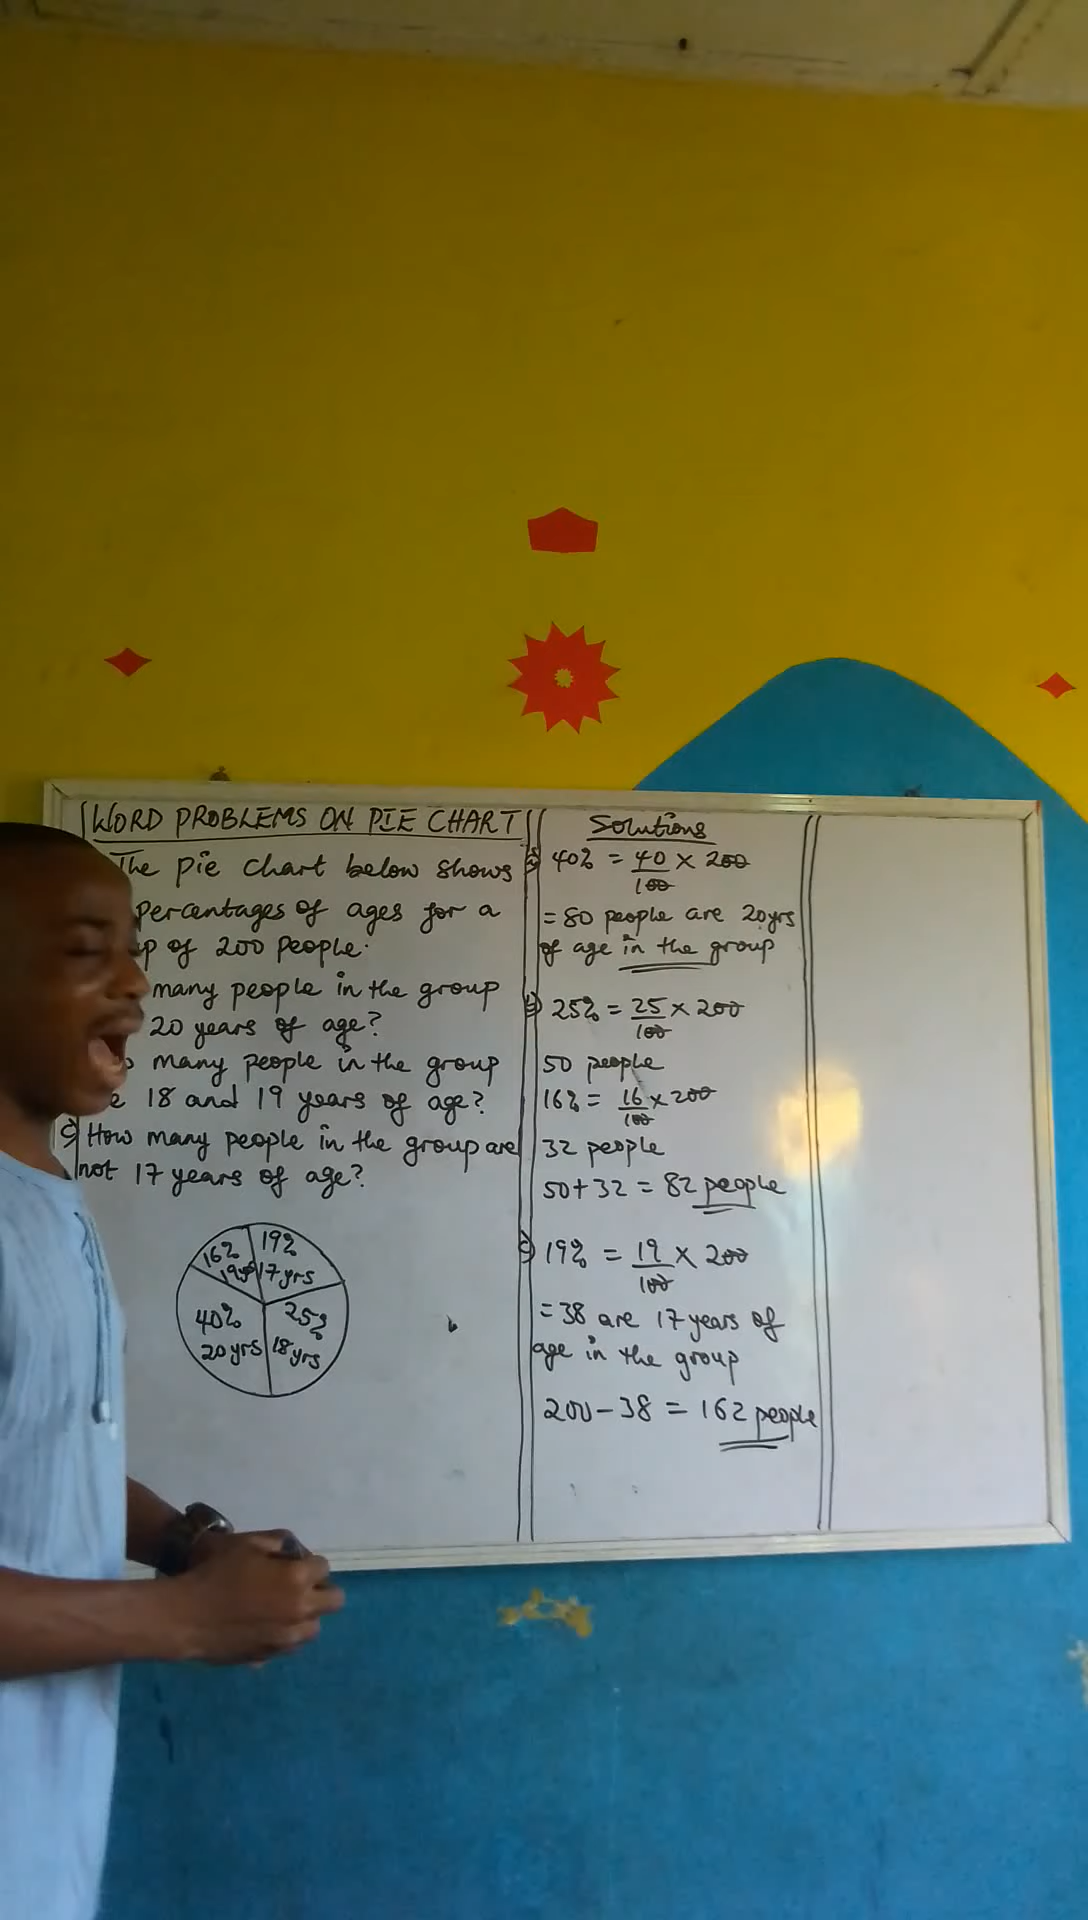 WORD PROBLEMS ON PIE CHART
The pie chart below shows
percentages of ages for a
of 200 people.
many people in the group
20 years of age?
many people in the group
18 and 19 years of age?
c) How many people in the group are
not 17 years of age?
16%
19yrs
19%
17 yrs
40%
20 yrs
25%
18 yrs
Solutions
a) 40% = 40/100 × 200
= 80 people are 20yrs
of age in the group
b) 25% = 25/100 × 200
50 people
16% = 16/100 × 200
32 people
50+32 = 82 people
c) 19% = 19/100 × 200
= 38 are 17 years of
age in the group
200 - 38 = 162 people